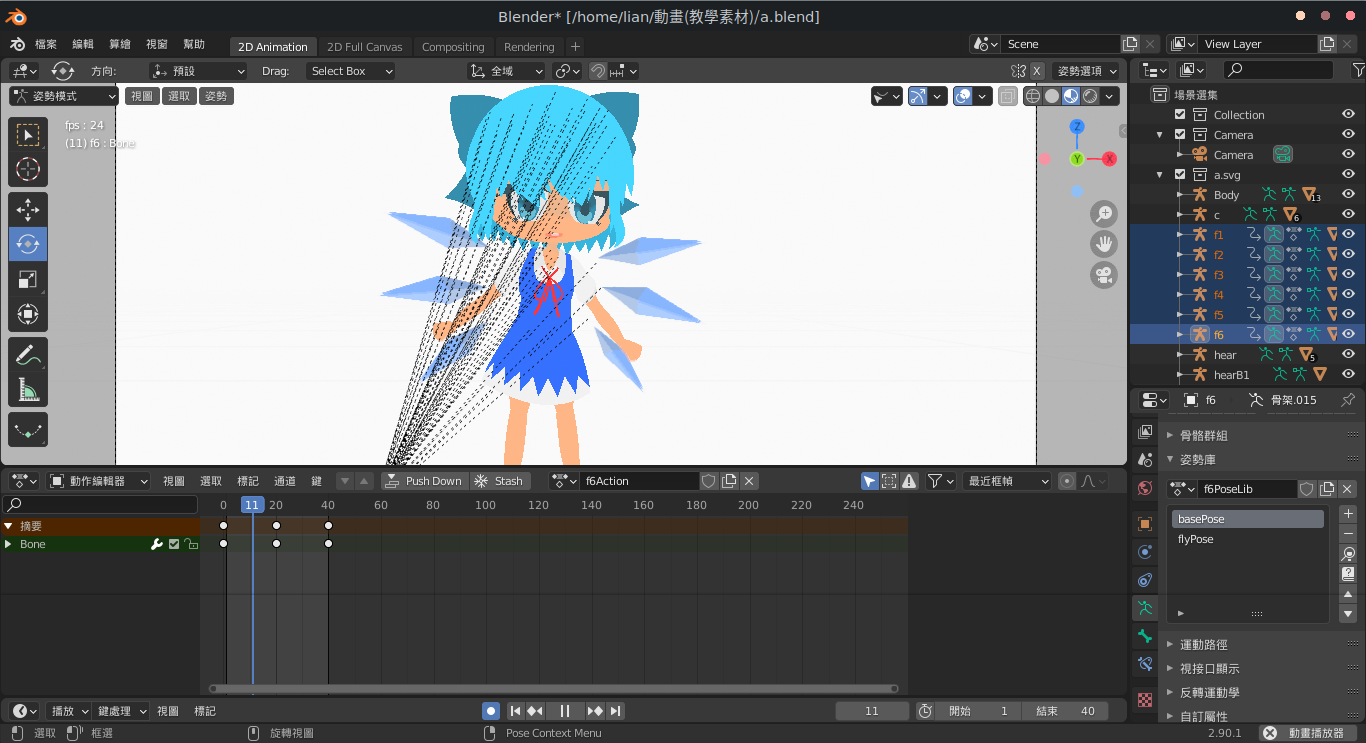 Blender* [/home/lian/動畫(教學素材)/a.blend]
檔案 編輯 算繪 視窗 幫助 2D Animation 2D Full Canvas Compositing Rendering + Scene View Layer
方向: 預設 Drag: Select Box 全域 X 姿勢選項
姿勢模式 視圖 選取 姿勢
fps : 24
(11) f6 : Bone
Z
Y X
場景選集
Collection
Camera
Camera
a.svg
Body 13
c 6
f1
f2
f3
f4
f5
f6
hear 5
hearB1
f6 骨架.015
骨骼群組
姿勢庫
f6PoseLib
basePose
flyPose
運動路徑
視接口顯示
反轉運動學
自訂屬性
動作編輯器 視圖 選取 標記 通道 鍵 Push Down Stash f6Action 最近框幀
0 11 20 40 60 80 100 120 140 160 180 200 220 240
摘要
Bone
播放 鍵處理 視圖 標記 11 開始 1 結束 40
選取 框選 旋轉視圖 Pose Context Menu 2.90.1 動畫播放器